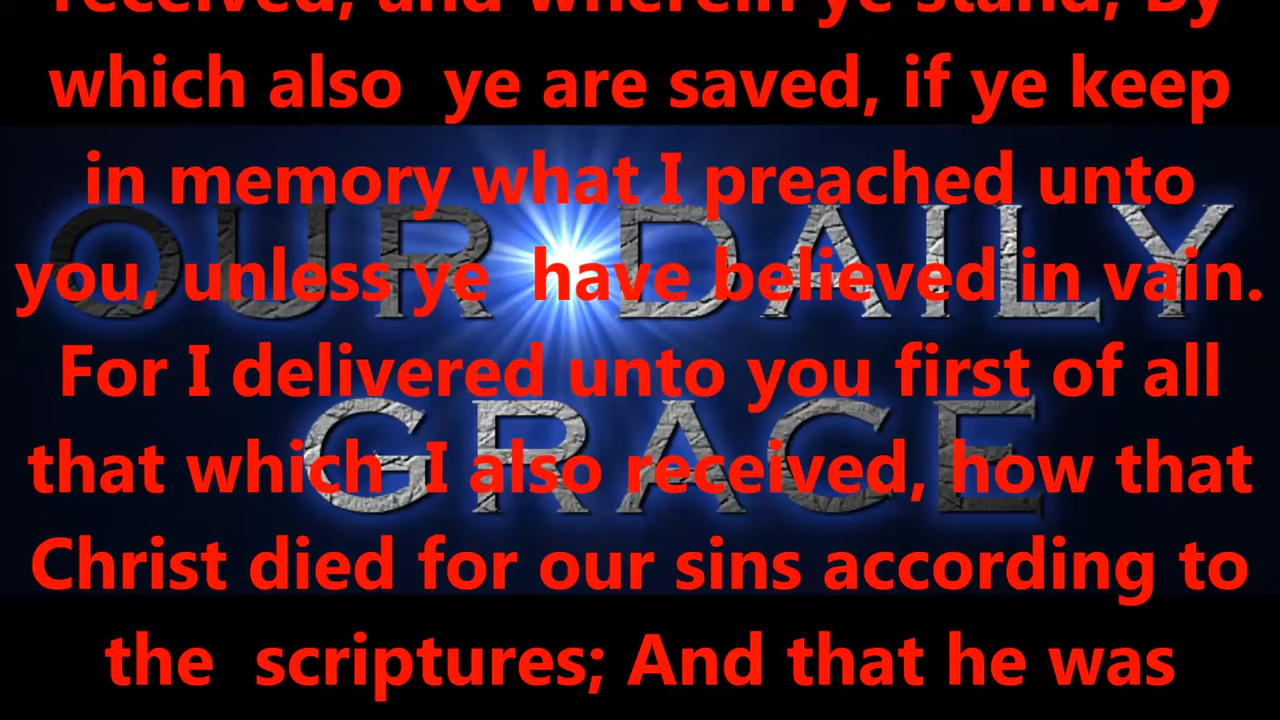 received, and wherein ye stand; By
which also ye are saved, if ye keep
in memory what I preached unto
you, unless ye have believed in vain.
For I delivered unto you first of all
that which I also received, how that
Christ died for our sins according to
the scriptures; And that he was
OUR DAILY
GRACE